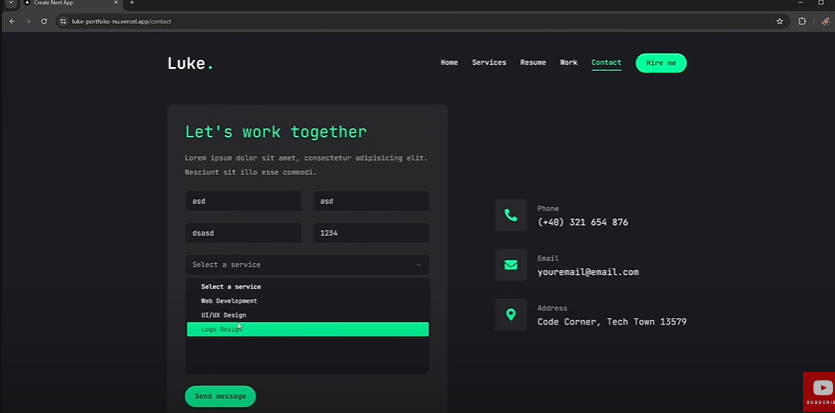 Create Next App
luke-portfolio-nu.vercel.app/contact
Luke.
Home Services Resume Work Contact Hire me
Let's work together
Lorem ipsum dolor sit amet, consectetur adipisicing elit.
Nesciunt sit illo esse commodi.
asd asd
dsasd 1234
Select a service
Select a service
Web Development
UI/UX Design
Logo Design
Send message
Phone
(+40) 321 654 876
Email
youremail@email.com
Address
Code Corner, Tech Town 13579
SUBSCRIBE